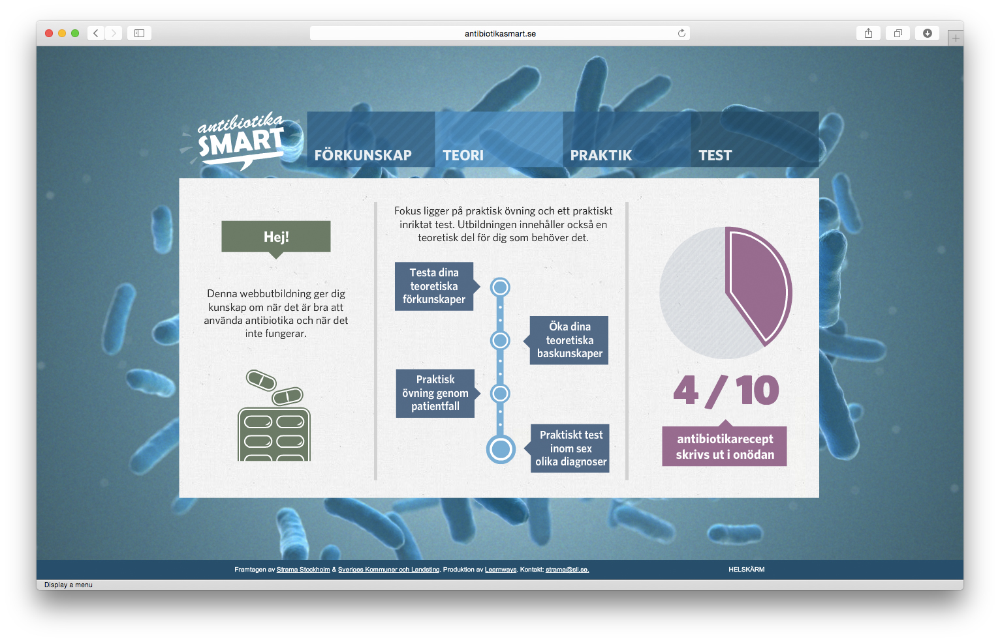 antibiotikasmart.se
antibiotika
SMART
FÖRKUNSKAP
TEORI
PRAKTIK
TEST
Hej!
Denna webbutbildning ger dig
kunskap om när det är bra att
använda antibiotika och när det
inte fungerar.
Fokus ligger på praktisk övning och ett praktiskt
inriktat test. Utbildningen innehåller också en
teoretisk del för dig som behöver det.
Testa dina
teoretiska
förkunskaper
Öka dina
teoretiska
baskunskaper
Praktisk
övning genom
patientfall
Praktiskt test
inom sex
olika diagnoser
4 / 10
antibiotikarecept
skrivs ut i onödan
Framtagen av Strama Stockholm & Sveriges Kommuner och Landsting. Produktion av Learnways. Kontakt: strama@sll.se.
HELSKÄRM
Display a menu